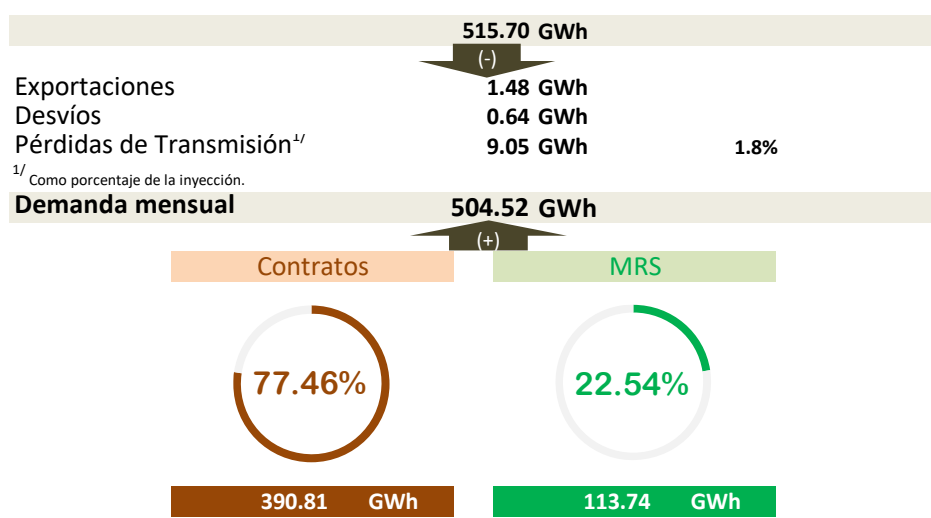 515.70 GWh
(-)
Exportaciones 1.48 GWh
Desvíos 0.64 GWh
Pérdidas de Transmisión1/ 9.05 GWh 1.8%
1/ Como porcentaje de la inyección.
Demanda mensual 504.52 GWh
(+)
Contratos MRS
77.46% 22.54%
390.81 GWh 113.74 GWh